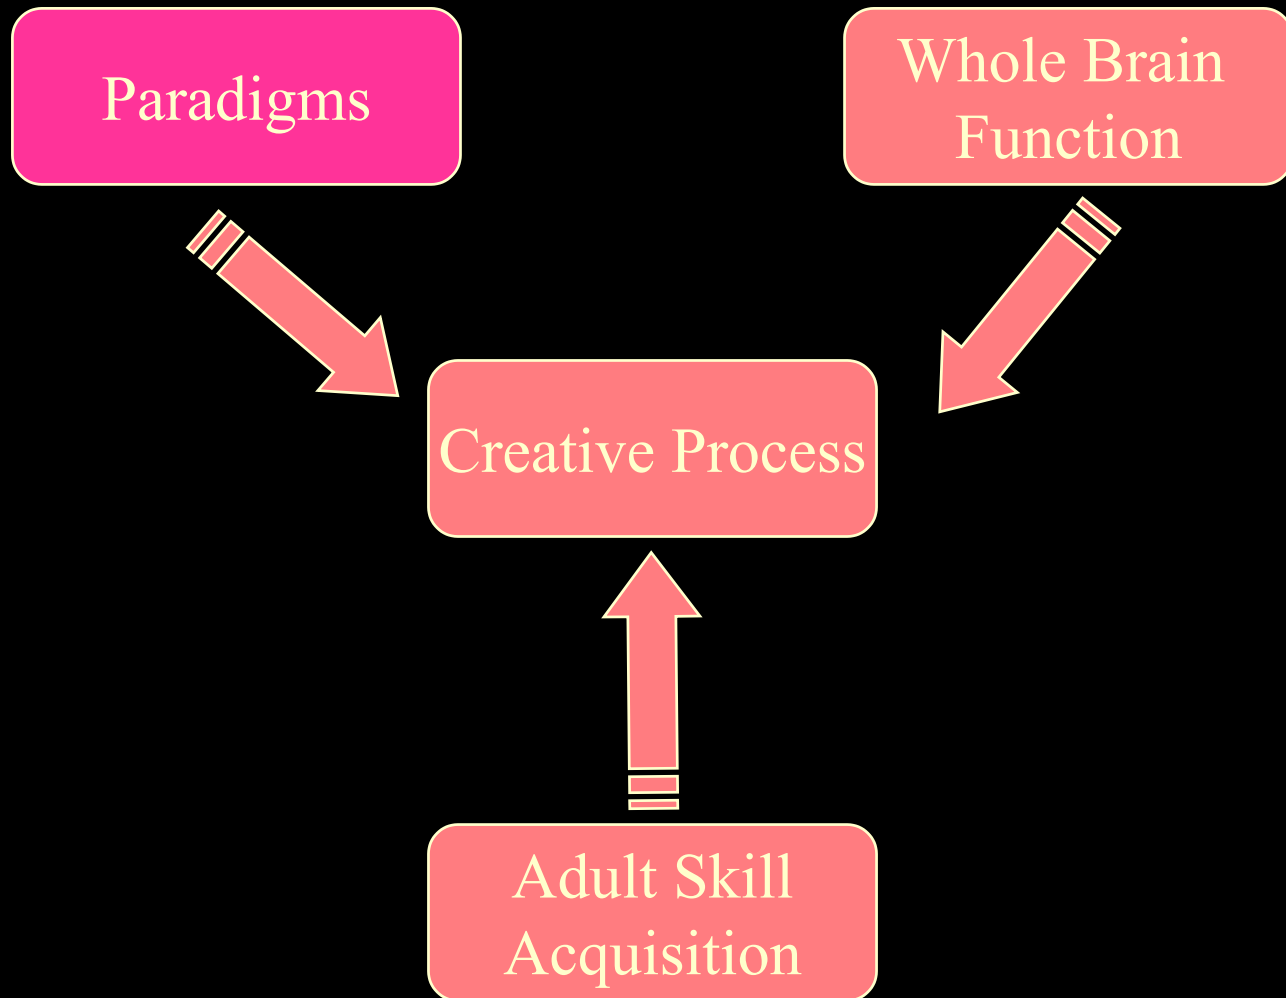 Paradigms
Whole Brain
Function
Creative Process
Adult Skill
Acquisition